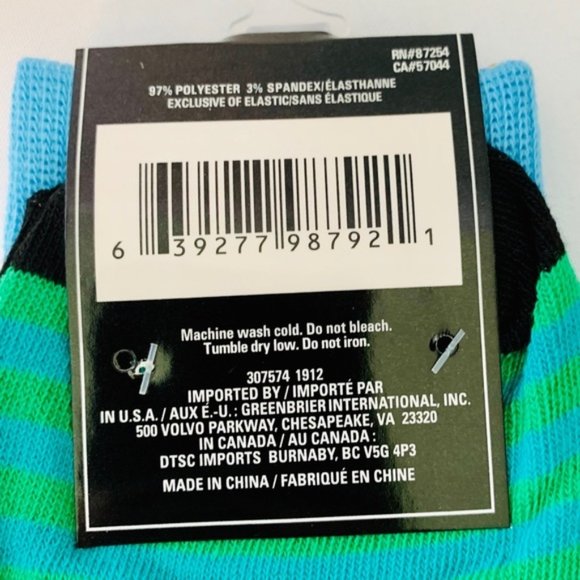 RN#87254
CA#57044
97% POLYESTER 3% SPANDEX/ÉLASTHANNE
EXCLUSIVE OF ELASTIC/SANS ÉLASTIQUE
6 39277 98792 1
Machine wash cold. Do not bleach.
Tumble dry low. Do not iron.
307574 1912
IMPORTED BY / IMPORTÉ PAR
IN U.S.A. / AUX É.-U. : GREENBRIER INTERNATIONAL, INC.
500 VOLVO PARKWAY, CHESAPEAKE, VA 23320
IN CANADA / AU CANADA :
DTSC IMPORTS BURNABY, BC V5G 4P3
MADE IN CHINA / FABRIQUÉ EN CHINE